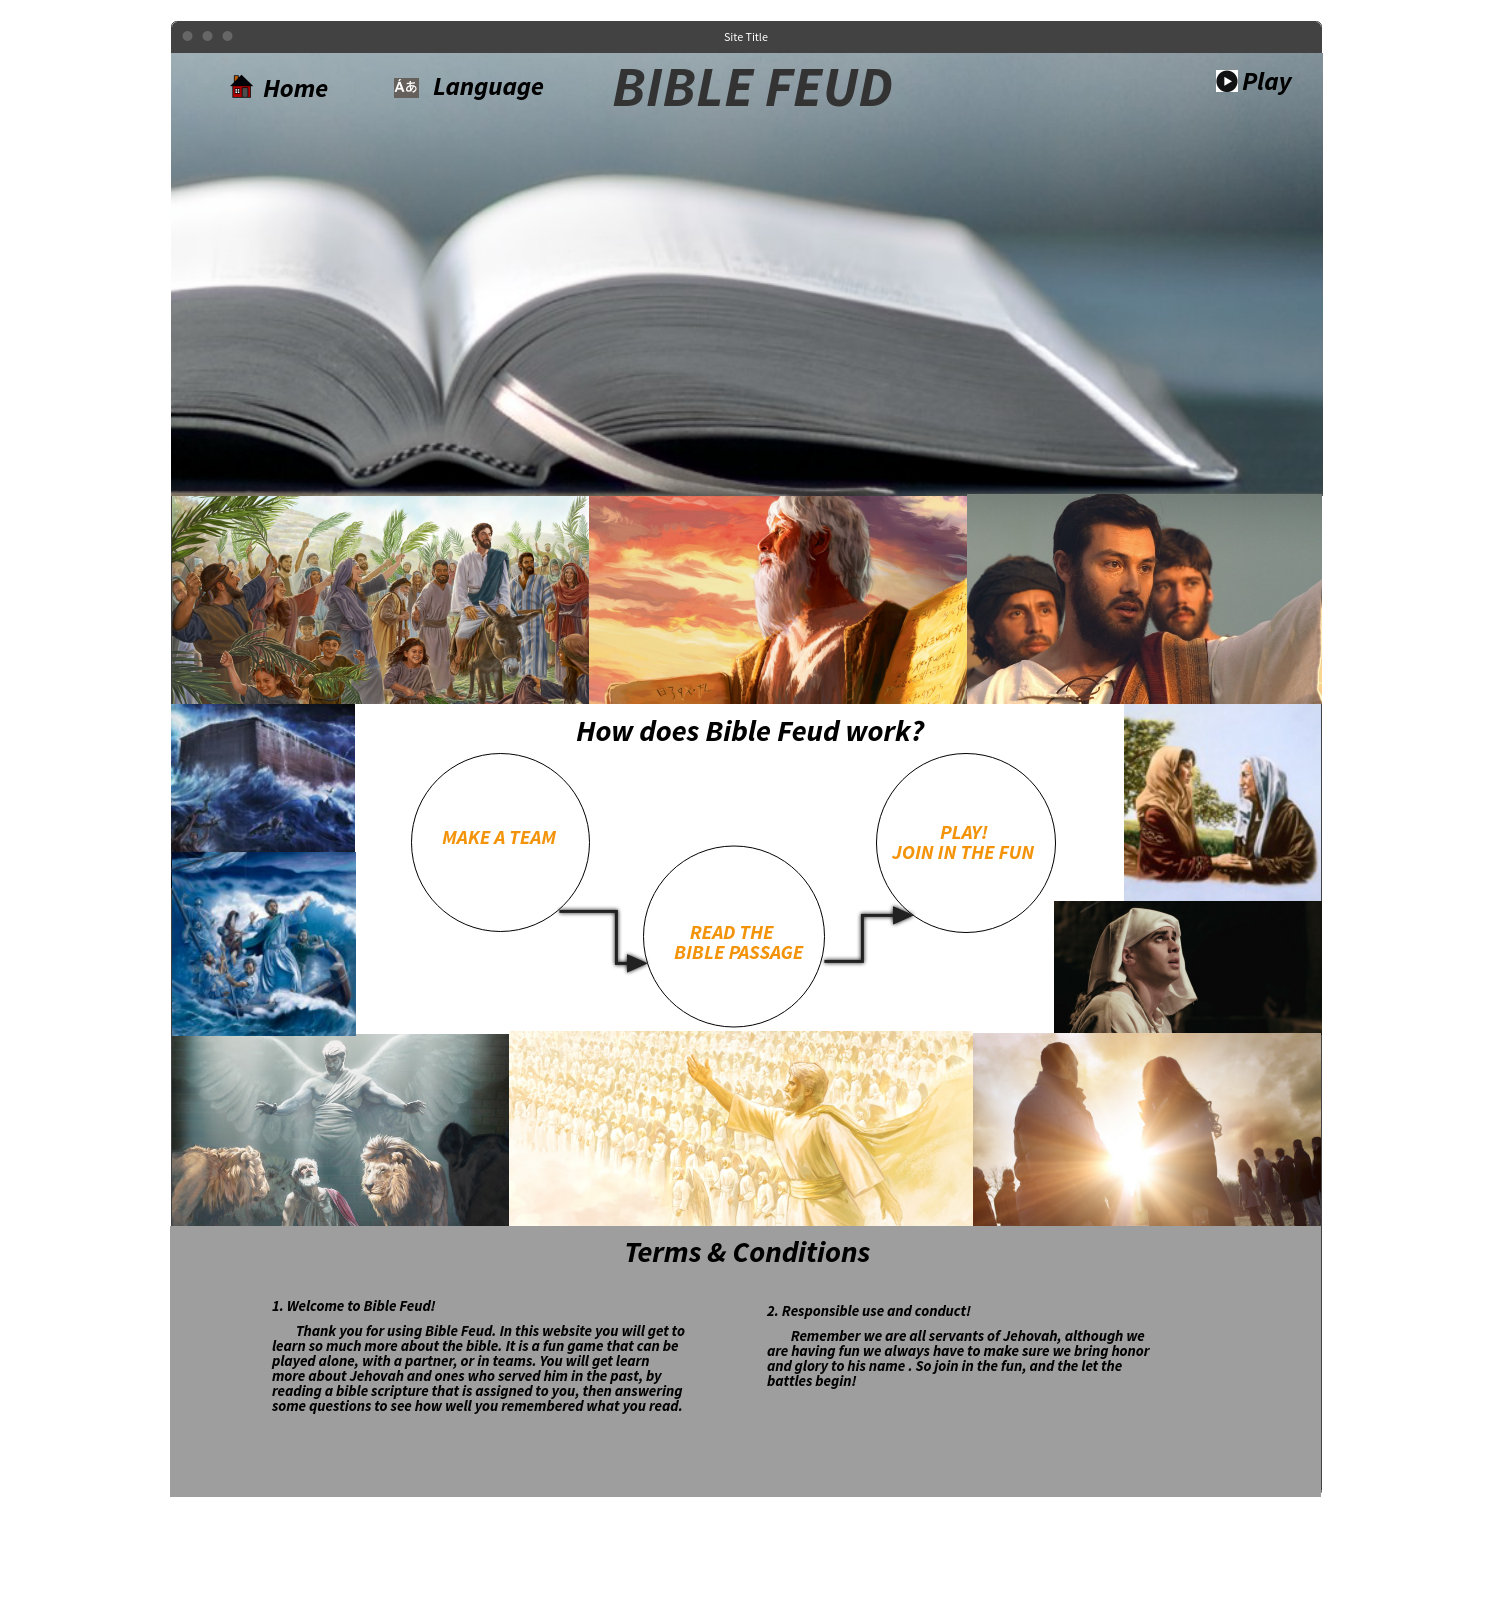 Site Title
Home
Áあ
Language
BIBLE FEUD
Play
How does Bible Feud work?
MAKE A TEAM
READ THE
BIBLE PASSAGE
PLAY!
JOIN IN THE FUN
Terms & Conditions
1. Welcome to Bible Feud!
Thank you for using Bible Feud. In this website you will get to
learn so much more about the bible. It is a fun game that can be
played alone, with a partner, or in teams. You will get learn
more about Jehovah and ones who served him in the past, by
reading a bible scripture that is assigned to you, then answering
some questions to see how well you remembered what you read.
2. Responsible use and conduct!
Remember we are all servants of Jehovah, although we
are having fun we always have to make sure we bring honor
and glory to his name . So join in the fun, and the let the
battles begin!